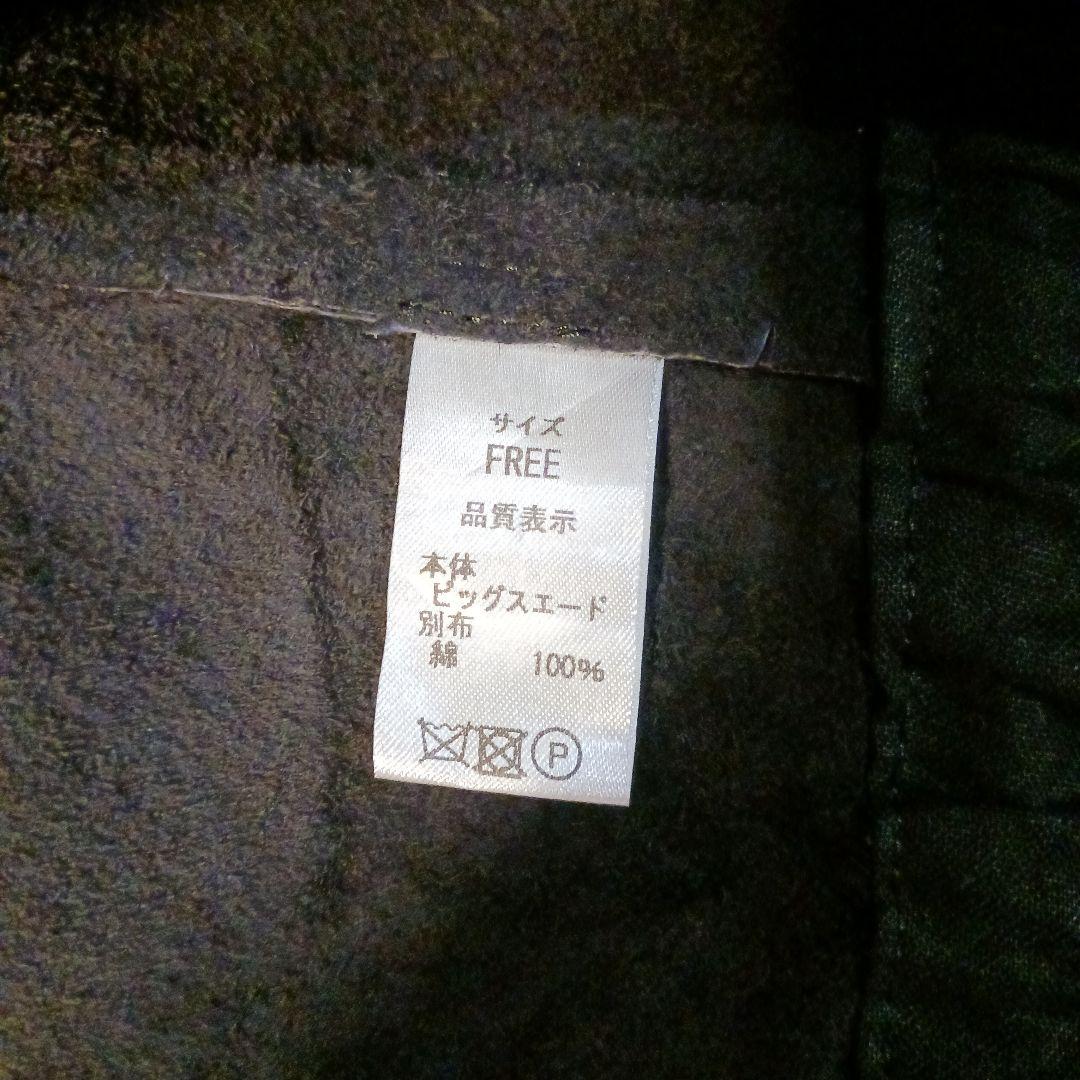 サイズ
FREE
品質表示
本体
ピッグスエード
別布
綿 100%
P